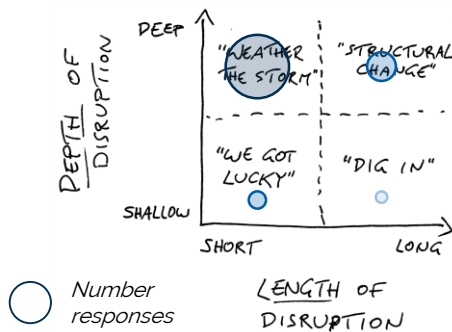 DEEP
"WEATHER
THE STORM"
"STRUCTURAL
CHANGE"
DEPTH OF
DISRUPTION
"WE GOT
LUCKY"
"DIG IN"
SHALLOW
SHORT
LONG
LENGTH OF
DISRUPTION
Number
responses